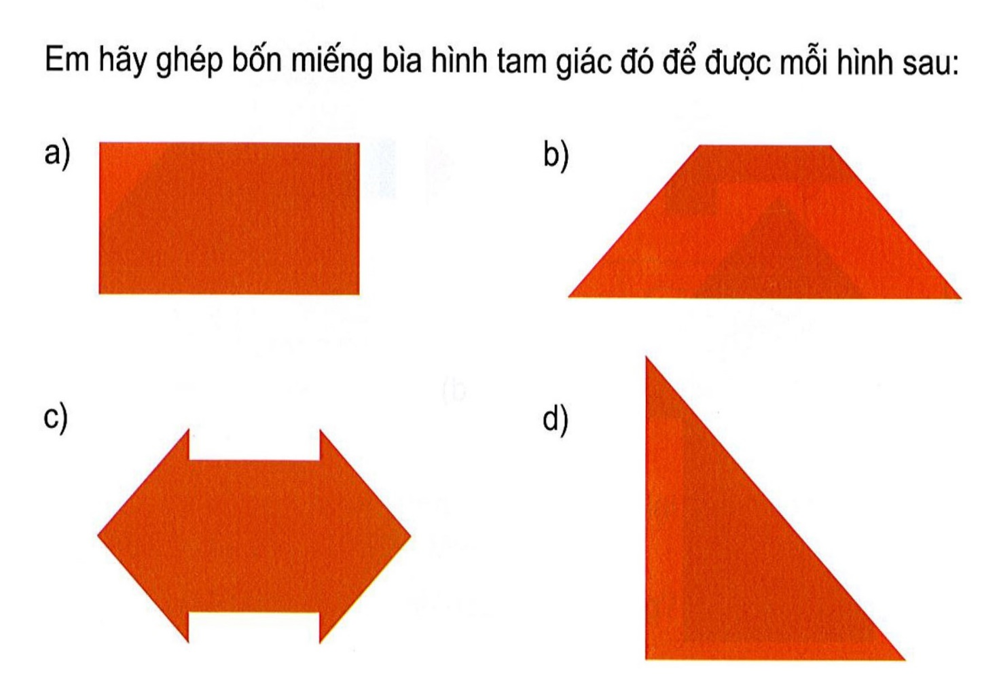 Em hãy ghép bốn miếng bìa hình tam giác đó để được mỗi hình sau:
a)
b)
c)
d)